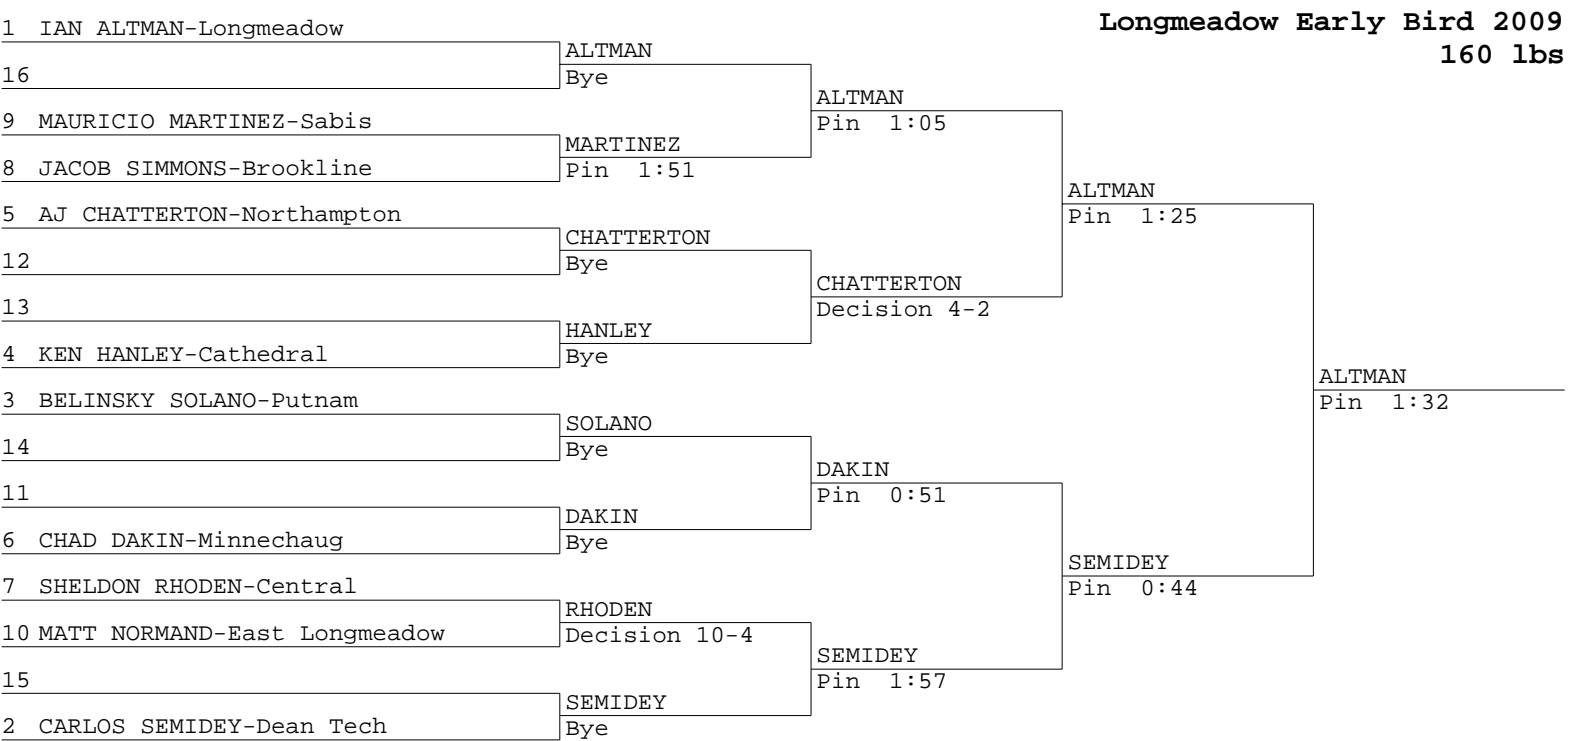 Longmeadow Early Bird 2009
160 lbs
1 IAN ALTMAN-Longmeadow
16
9 MAURICIO MARTINEZ-Sabis
8 JACOB SIMMONS-Brookline
5 AJ CHATTERTON-Northampton
12
13
4 KEN HANLEY-Cathedral
3 BELINSKY SOLANO-Putnam
14
11
6 CHAD DAKIN-Minnechaug
7 SHELDON RHODEN-Central
10 MATT NORMAND-East Longmeadow
15
2 CARLOS SEMIDEY-Dean Tech
ALTMAN
Bye
MARTINEZ
Pin 1:51
CHATTERTON
Bye
HANLEY
Bye
SOLANO
Bye
DAKIN
Bye
RHODEN
Decision 10-4
SEMIDEY
Bye
ALTMAN
Pin 1:05
CHATTERTON
Decision 4-2
DAKIN
Pin 0:51
SEMIDEY
Pin 1:57
ALTMAN
Pin 1:25
SEMIDEY
Pin 0:44
ALTMAN
Pin 1:32